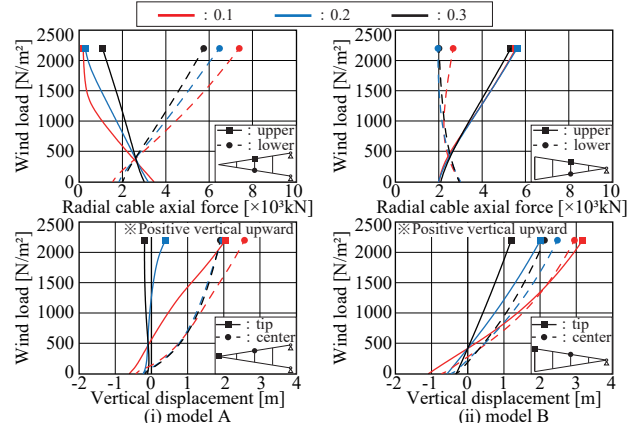 : 0.1 : 0.2 : 0.3
Wind load [N/m²]
2500
2000
1500
1000
500
0
: upper
: lower
0 2 4 6 8 10
Radial cable axial force [×10³kN]
Wind load [N/m²]
2500
2000
1500
1000
500
0
: upper
: lower
0 2 4 6 8 10
Radial cable axial force [×10³kN]
Wind load [N/m²]
2500
2000
1500
1000
500
0
※Positive vertical upward
: tip
: center
-1 0 1 2 3 4
Vertical displacement [m]
(i) model A
Wind load [N/m²]
2500
2000
1500
1000
500
0
※Positive vertical upward
: tip
: center
-2 -1 0 1 2 3 4
Vertical displacement [m]
(ii) model B